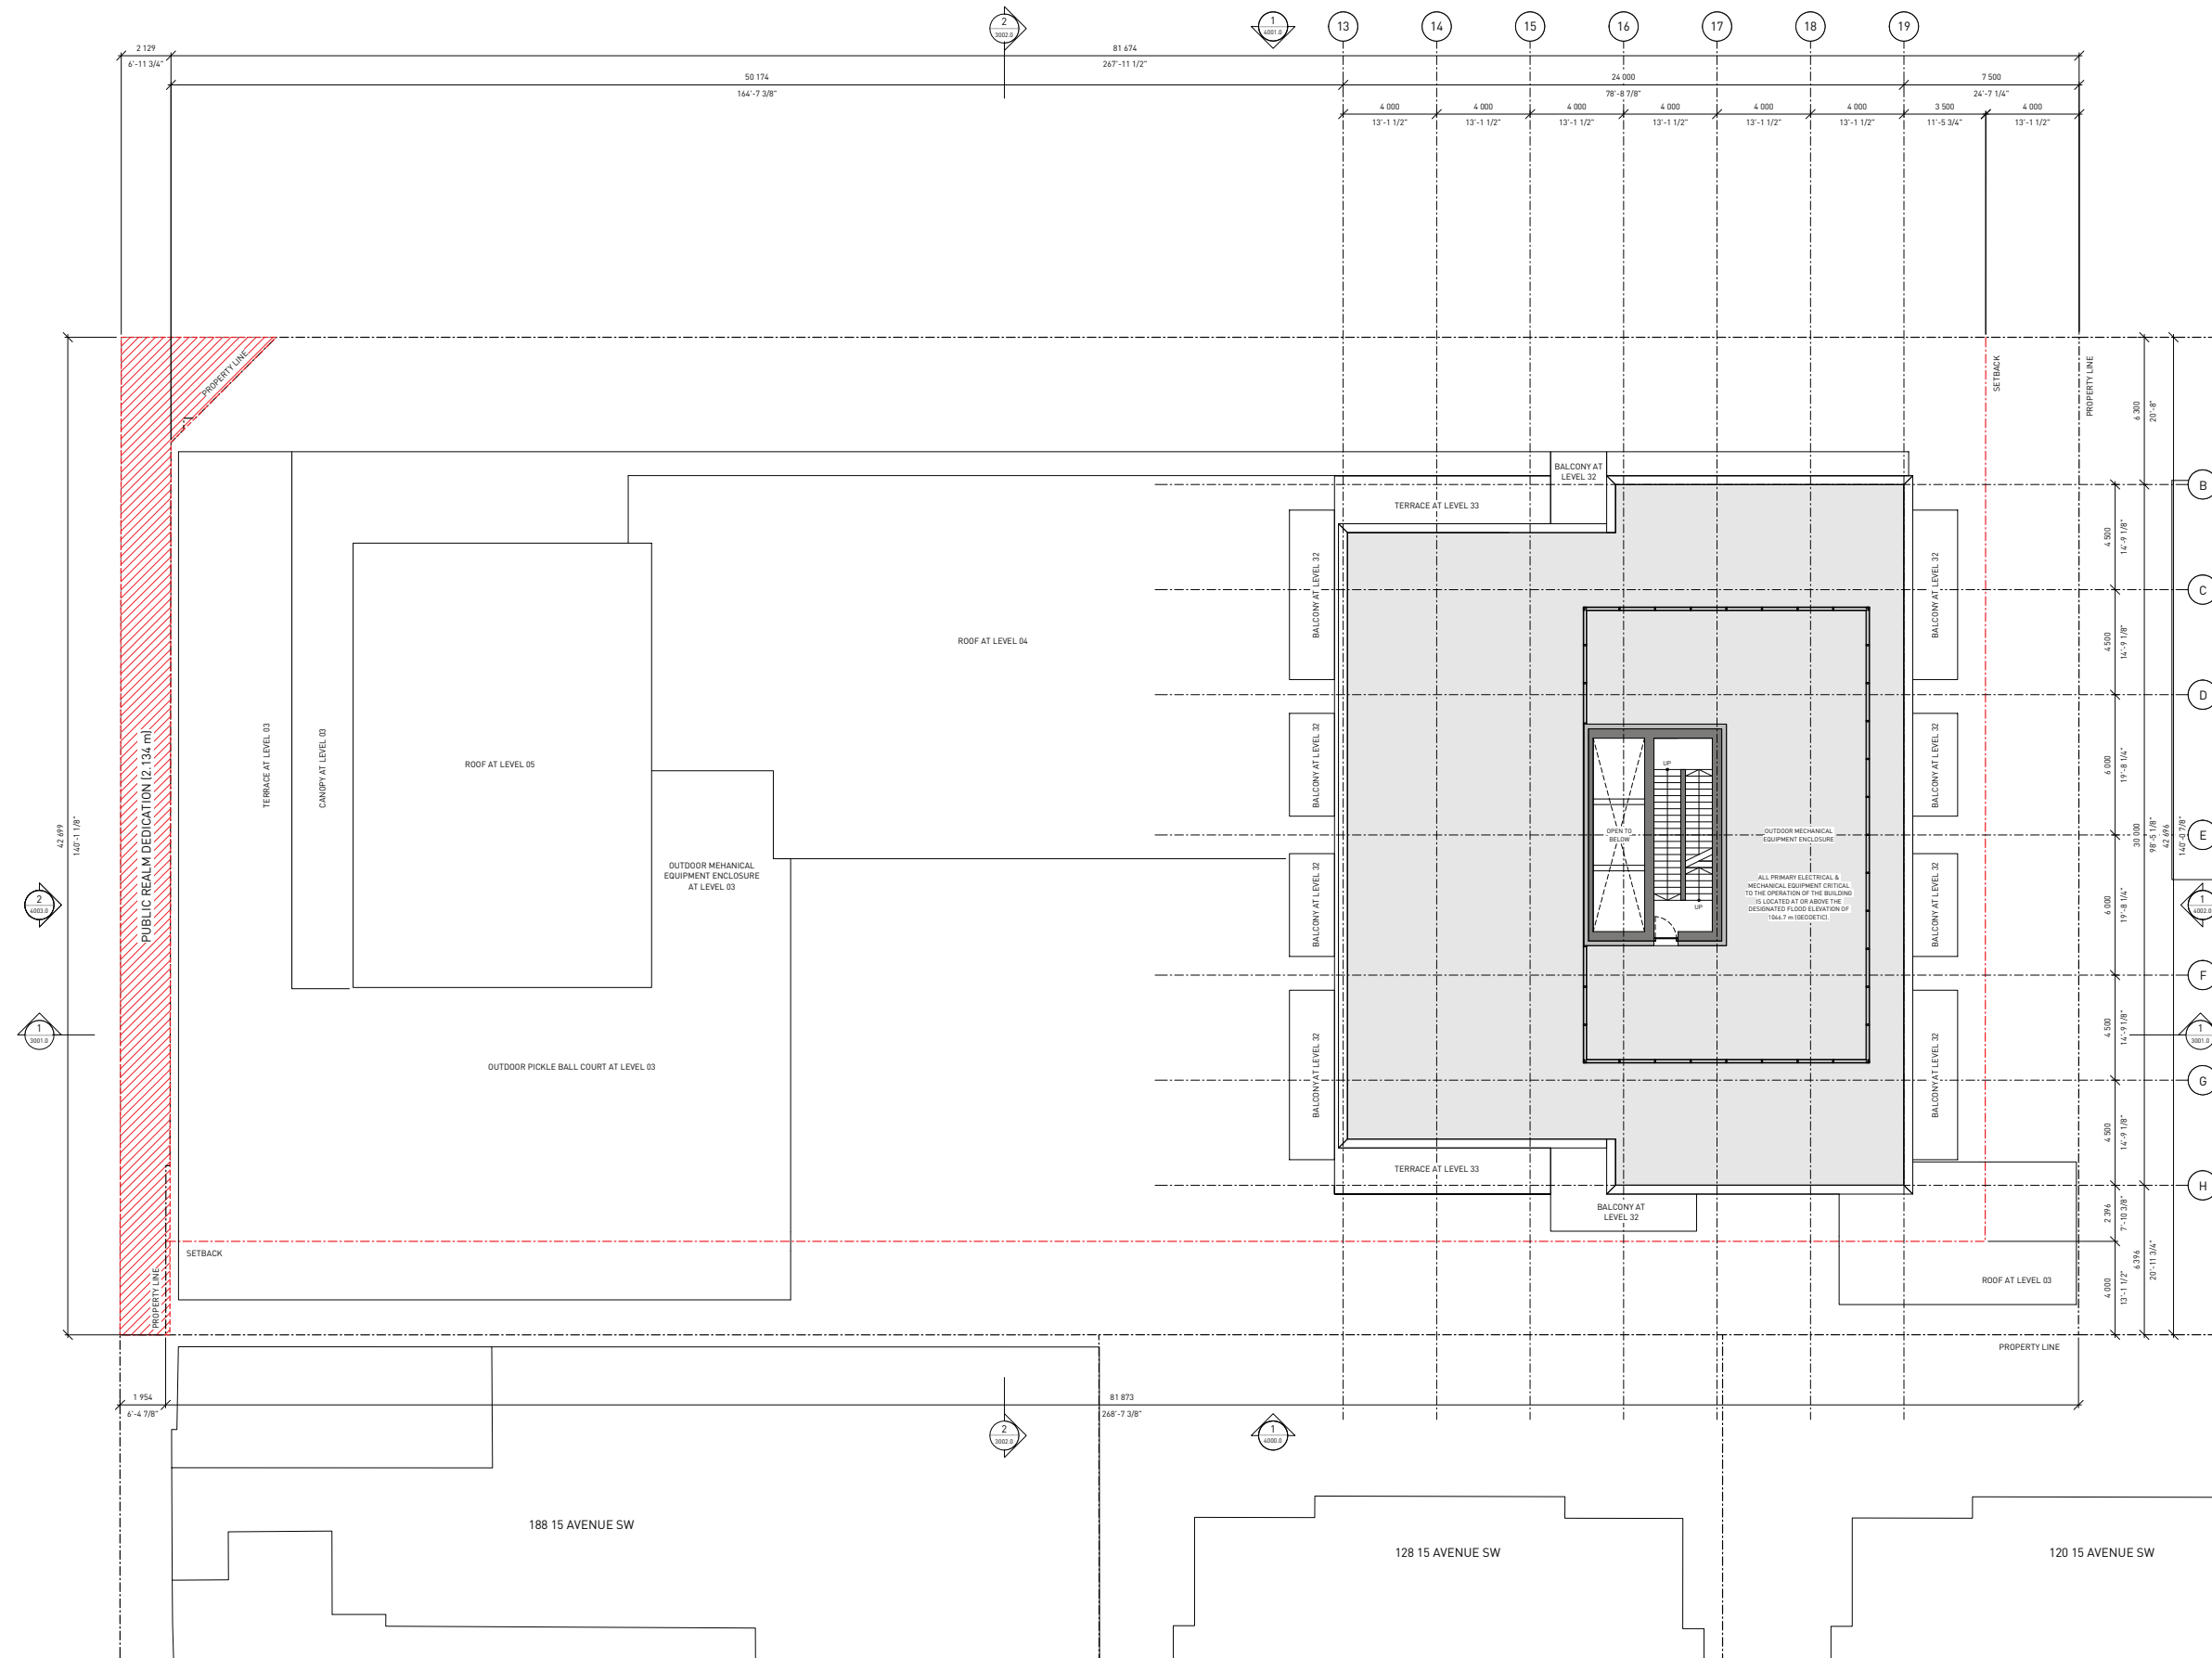 2
3002.0
1
4001.0
13
14
15
16
17
18
19
2 129
6'-11 3/4"
81 674
267'-11 1/2"
50 174
164'-7 3/8"
24 000
78'-8 7/8"
7 500
24'-7 1/4"
4 000
13'-1 1/2"
4 000
13'-1 1/2"
4 000
13'-1 1/2"
4 000
13'-1 1/2"
4 000
13'-1 1/2"
4 000
13'-1 1/2"
3 500
11'-5 3/4"
4 000
13'-1 1/2"
PROPERTY LINE
SETBACK
PROPERTY LINE
6 300
20'-8"
BALCONY AT
LEVEL 32
TERRACE AT LEVEL 33
B
4 500
14'-9 1/8"
BALCONY AT LEVEL 32
BALCONY AT LEVEL 32
C
ROOF AT LEVEL 04
4 500
14'-9 1/8"
D
PUBLIC REALM DEDICATION (2.134 m)
TERRACE AT LEVEL 03
CANOPY AT LEVEL 03
ROOF AT LEVEL 05
BALCONY AT LEVEL 32
BALCONY AT LEVEL 32
UP
6 000
19'-8 1/4"
42 699
140'-1 1/8"
OPEN TO
BELOW
OUTDOOR MECHANICAL
EQUIPMENT ENCLOSURE
30 000
98'-5 1/8"
42 696
140'-0 7/8"
E
OUTDOOR MEHANICAL
EQUIPMENT ENCLOSURE
AT LEVEL 03
ALL PRIMARY ELECTRICAL &
MECHANICAL EQUIPMENT CRITICAL
TO THE OPERATION OF THE BUILDING
IS LOCATED AT OR ABOVE THE
DESIGNATED FLOOD ELEVATION OF
1046.7 m (GEODETIC).
UP
BALCONY AT LEVEL 32
BALCONY AT LEVEL 32
6 000
19'-8 1/4"
2
4003.0
1
4002.0
F
1
3001.0
4 500
14'-9 1/8"
1
3001.0
OUTDOOR PICKLE BALL COURT AT LEVEL 03
BALCONY AT LEVEL 32
BALCONY AT LEVEL 32
G
4 500
14'-9 1/8"
TERRACE AT LEVEL 33
H
BALCONY AT
LEVEL 32
2 396
7'-10 3/8"
SETBACK
PROPERTY LINE
6 396
20'-11 3/4"
ROOF AT LEVEL 03
4 000
13'-1 1/2"
PROPERTY LINE
1 954
6'-4 7/8"
81 873
268'-7 3/8"
2
3002.0
1
4000.0
188 15 AVENUE SW
128 15 AVENUE SW
120 15 AVENUE SW